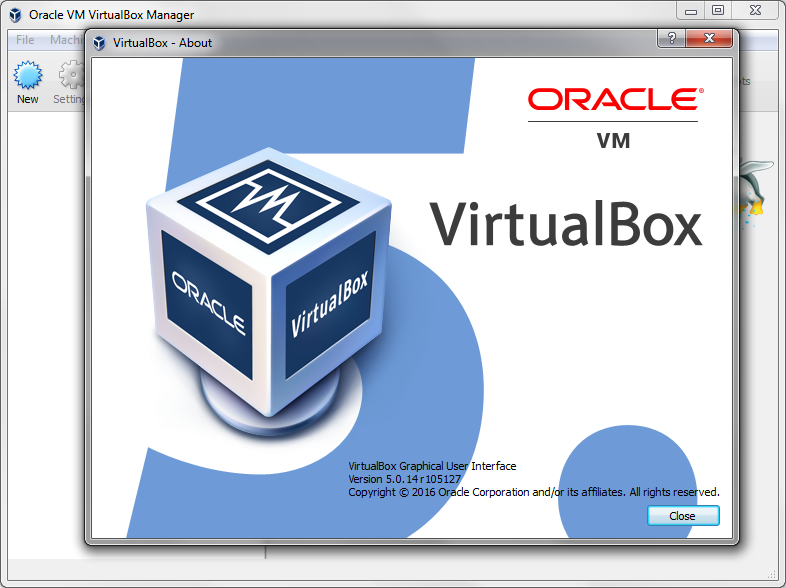 Oracle VM VirtualBox Manager
File Machi
VirtualBox - About
New
Setting
ORACLE®
VM
VirtualBox
ORACLE
VirtualBox
VirtualBox Graphical User Interface
Version 5.0.14 r105127
Copyright © 2016 Oracle Corporation and/or its affiliates. All rights reserved.
Close